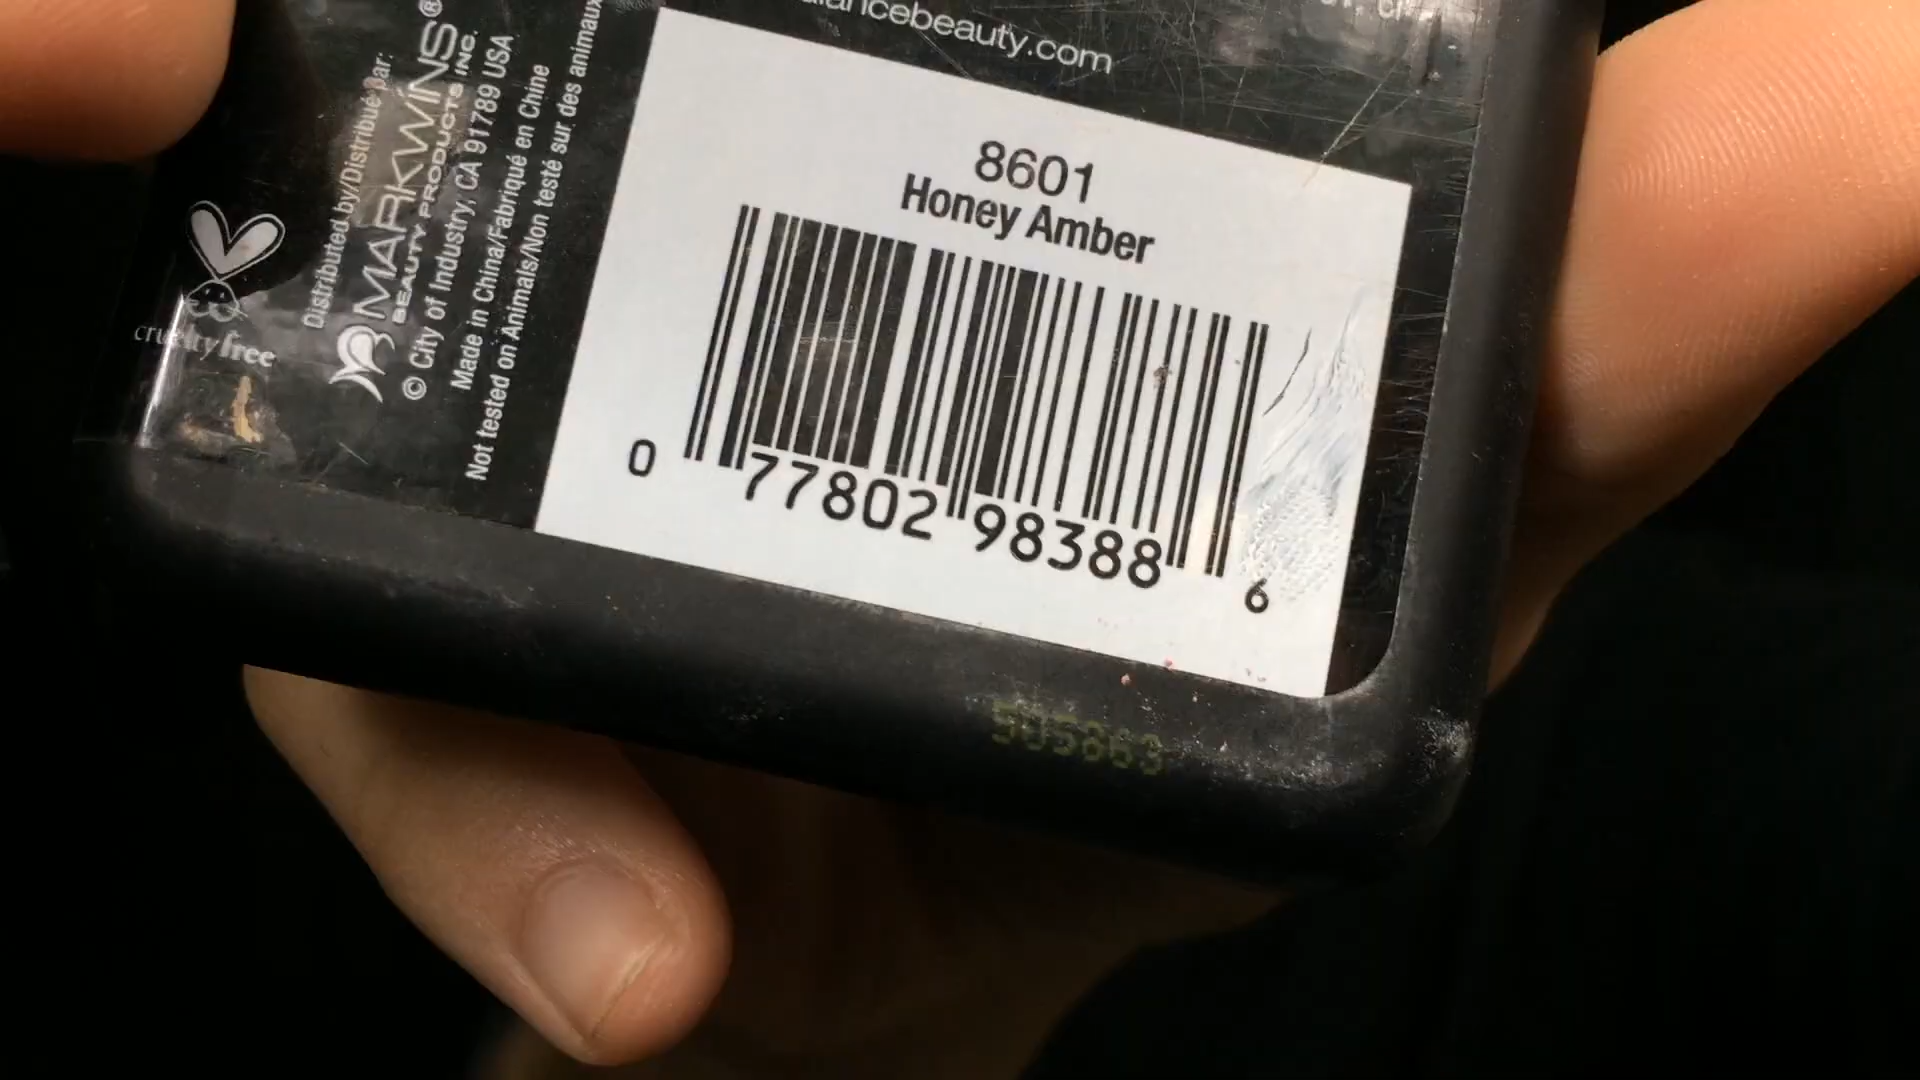 8601
Honey Amber
0 77802 98388 6
Distributed by/Distribué par:
MARKWINS®
BEAUTY PRODUCTS INC.
© City of Industry, CA 91789 USA
Made in China/Fabriqué en Chine
Not tested on Animals/Non testé sur des animaux
cruelty free
505863